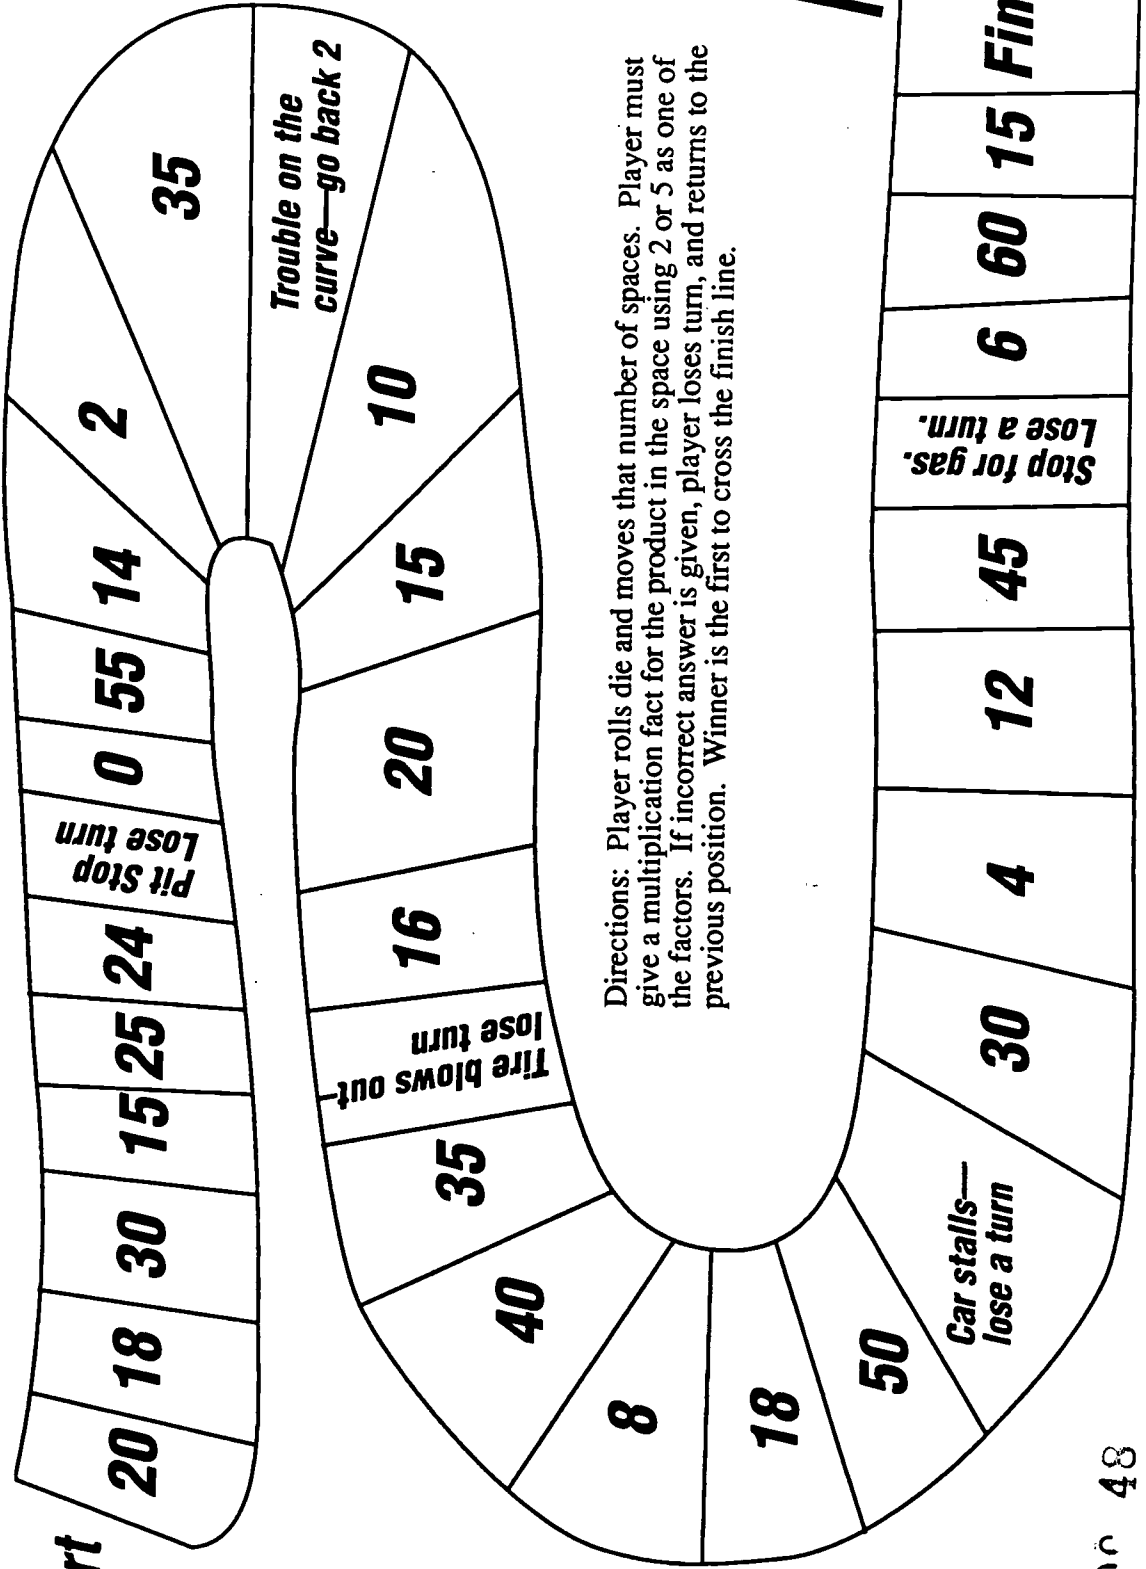 rt
20
18
30
15
25
24
Pit Stop
Lose turn
0
55
14
2
35
Trouble on the
curve—go back 2
10
15
20
16
Tire blows out—
lose turn
35
40
8
18
50
Car stalls—
lose a turn
30
4
12
45
Stop for gas.
Lose a turn.
6
60
15
Fin
Directions: Player rolls die and moves that number of spaces. Player must
give a multiplication fact for the product in the space using 2 or 5 as one of
the factors. If incorrect answer is given, player loses turn, and returns to the
previous position. Winner is the first to cross the finish line.
48